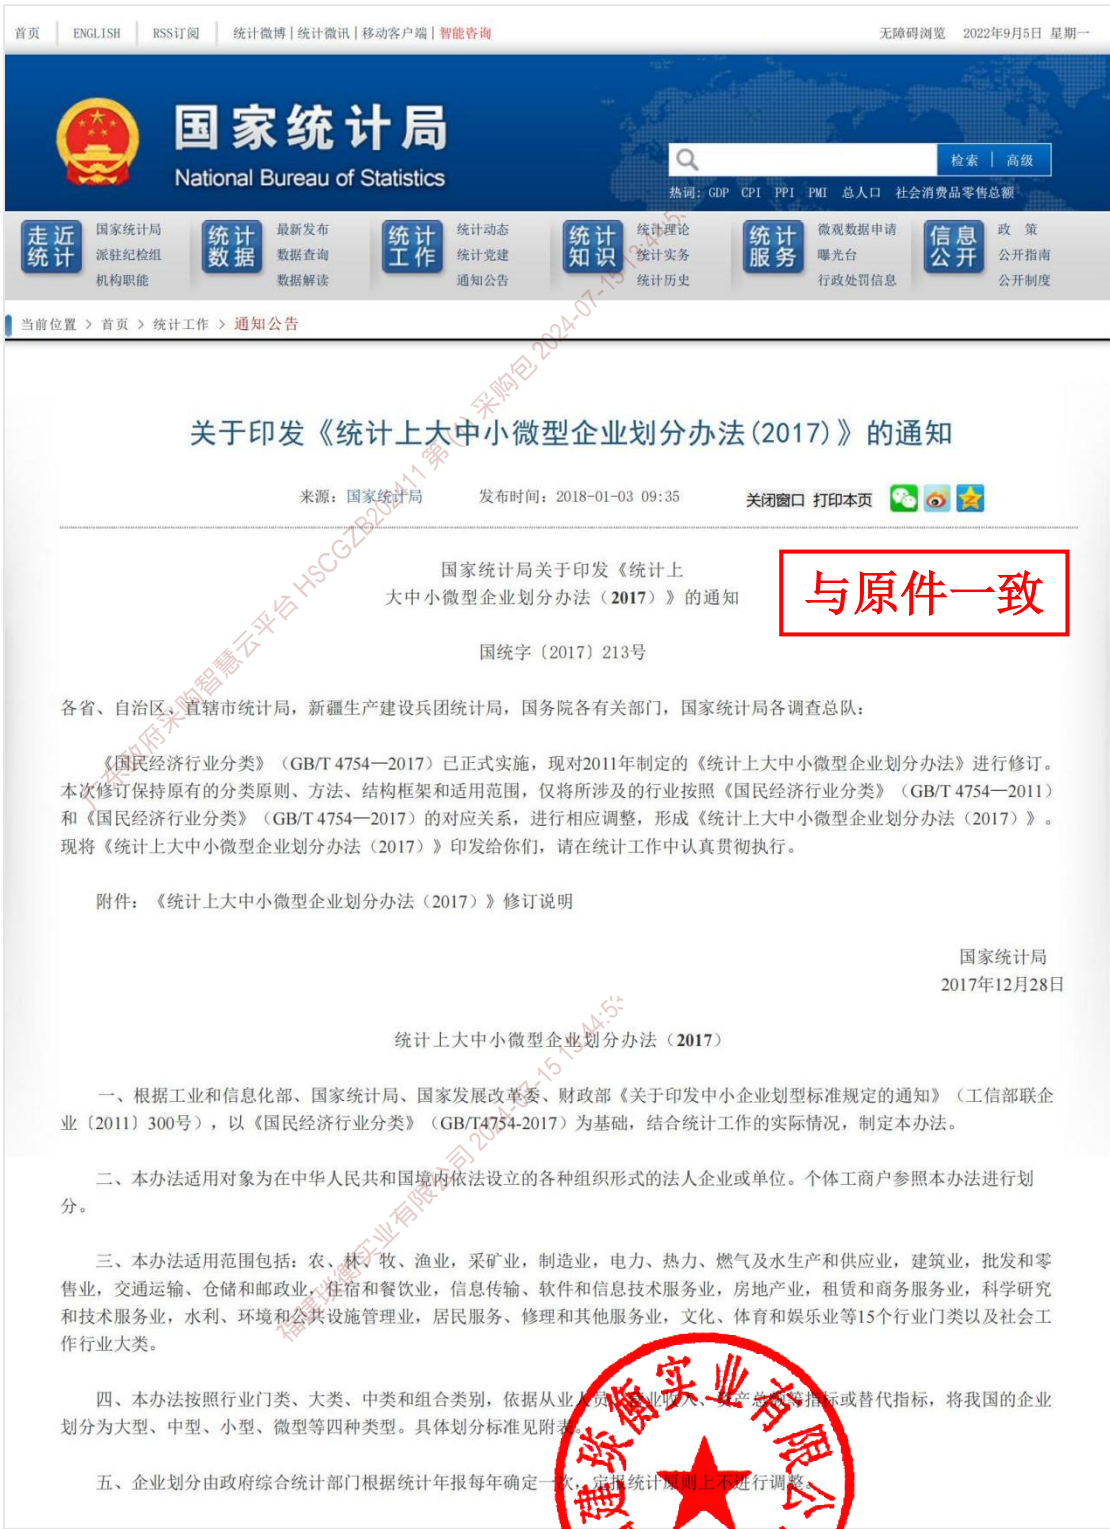 首页 ENGLISH RSS订阅 统计微博|统计微讯|移动客户端|智能咨询 无障碍浏览 2022年9月5日 星期一
国家统计局
National Bureau of Statistics
检索 | 高级
热词: GDP CPI PPI PMI 总人口 社会消费品零售总额
走近统计 国家统计局 派驻纪检组 机构职能
统计数据 最新发布 数据查询 数据解读
统计工作 统计动态 统计党建 通知公告
统计知识 统计理论 统计实务 统计历史
统计服务 微观数据申请 曝光台 行政处罚信息
信息公开 政 策 公开指南 公开制度
当前位置 > 首页 > 统计工作 > 通知公告
关于印发《统计上大中小微型企业划分办法(2017)》的通知
来源: 国家统计局 发布时间: 2018-01-03 09:35 关闭窗口 打印本页
国家统计局关于印发《统计上
大中小微型企业划分办法（2017）》的通知
与原件一致
国统字〔2017〕213号
各省、自治区、直辖市统计局，新疆生产建设兵团统计局，国务院各有关部门，国家统计局各调查总队：
《国民经济行业分类》（GB/T 4754—2017）已正式实施，现对2011年制定的《统计上大中小微型企业划分办法》进行修订。
本次修订保持原有的分类原则、方法、结构框架和适用范围，仅将所涉及的行业按照《国民经济行业分类》（GB/T 4754—2011）
和《国民经济行业分类》（GB/T 4754—2017）的对应关系，进行相应调整，形成《统计上大中小微型企业划分办法（2017）》。
现将《统计上大中小微型企业划分办法（2017）》印发给你们，请在统计工作中认真贯彻执行。
附件：《统计上大中小微型企业划分办法（2017）》修订说明
国家统计局
2017年12月28日
统计上大中小微型企业划分办法（2017）
一、根据工业和信息化部、国家统计局、国家发展改革委、财政部《关于印发中小企业划型标准规定的通知》（工信部联企
业〔2011〕300号），以《国民经济行业分类》（GB/T4754-2017）为基础，结合统计工作的实际情况，制定本办法。
二、本办法适用对象为在中华人民共和国境内依法设立的各种组织形式的法人企业或单位。个体工商户参照本办法进行划
分。
三、本办法适用范围包括：农、林、牧、渔业，采矿业，制造业，电力、热力、燃气及水生产和供应业，建筑业，批发和零
售业，交通运输、仓储和邮政业，住宿和餐饮业，信息传输、软件和信息技术服务业，房地产业，租赁和商务服务业，科学研究
和技术服务业，水利、环境和公共设施管理业，居民服务、修理和其他服务业，文化、体育和娱乐业等15个行业门类以及社会工
作行业大类。
四、本办法按照行业门类、大类、中类和组合类别，依据从业人员、营业收入、资产总额等指标或替代指标，将我国的企业
划分为大型、中型、小型、微型等四种类型。具体划分标准见附表。
五、企业划分由政府综合统计部门根据统计年报每年确定一次，定报统计原则上不进行调整。
广东政府采购智慧云平台 HSCGZB202411 第(1) 采购包 2024-07-15 13:44:53
福建琰衡实业有限公司 2024-07-15 13:44:53
建琰衡实业有限公